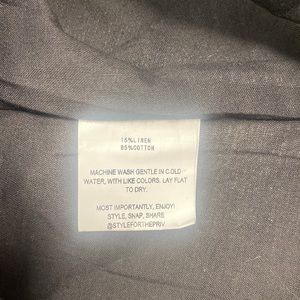 15%LINEN
85%COTTON
MACHINE WASH GENTLE IN COLD
WATER, WITH LIKE COLORS. LAY FLAT
TO DRY.
MOST IMPORTANTLY, ENJOY!
STYLE, SNAP, SHARE
@STYLEFORTHEPRIV